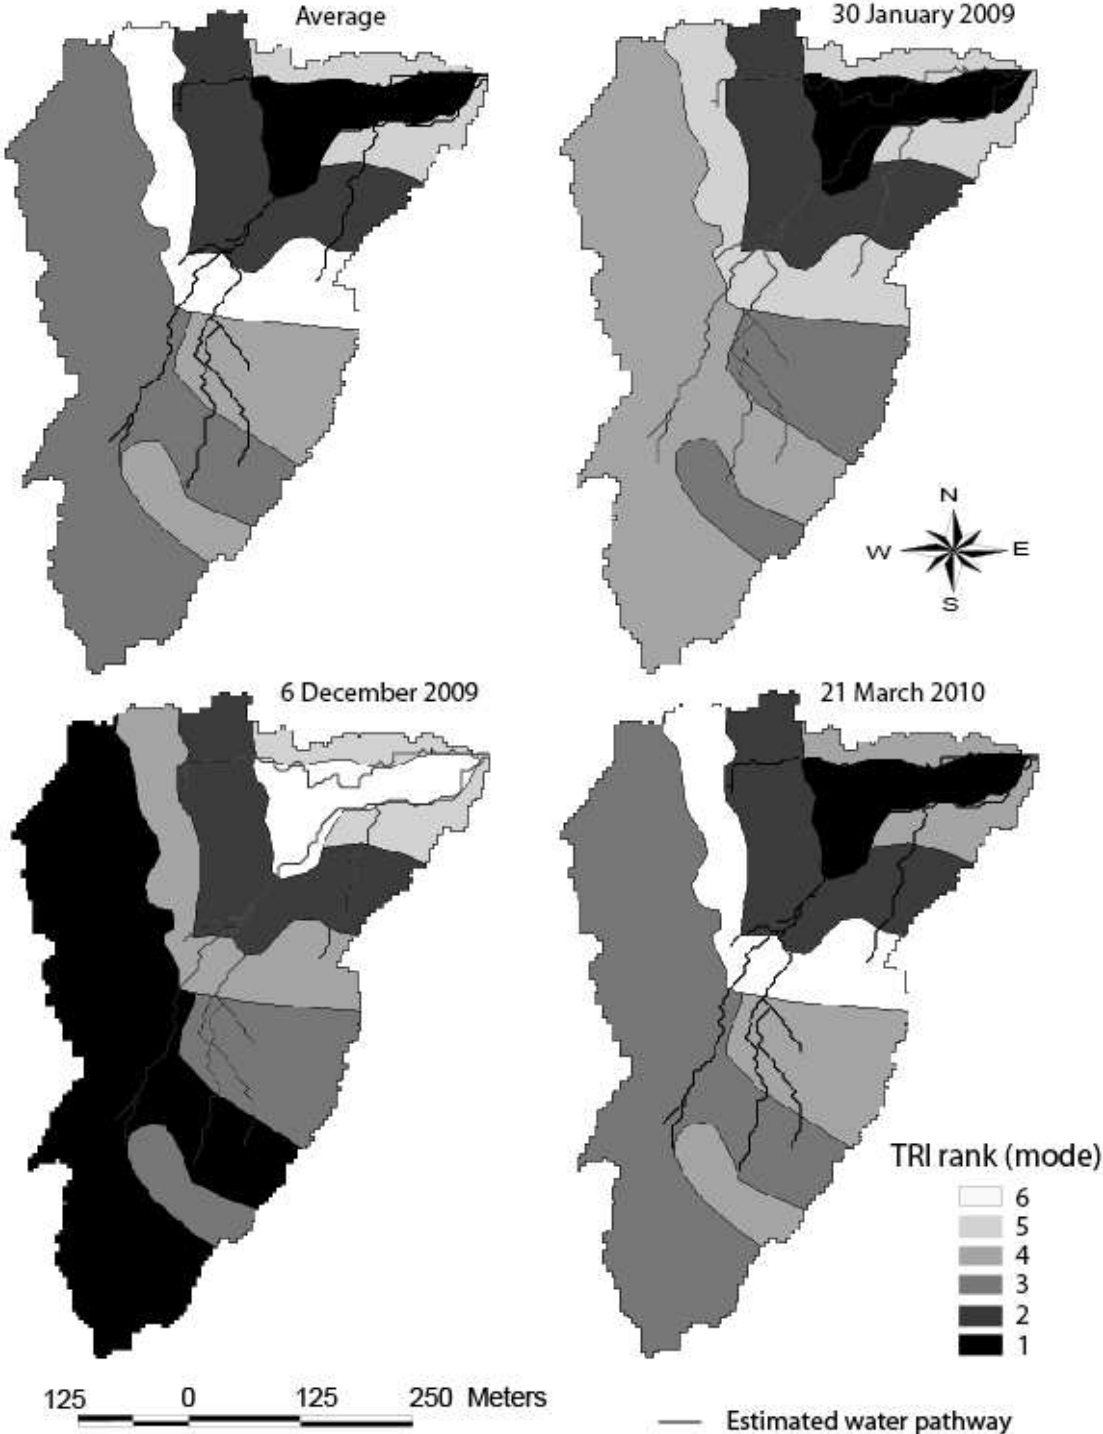 Average
30 January 2009
N
W E
S
6 December 2009
21 March 2010
TRI rank (mode)
6
5
4
3
2
1
125 0 125 250 Meters
Estimated water pathway